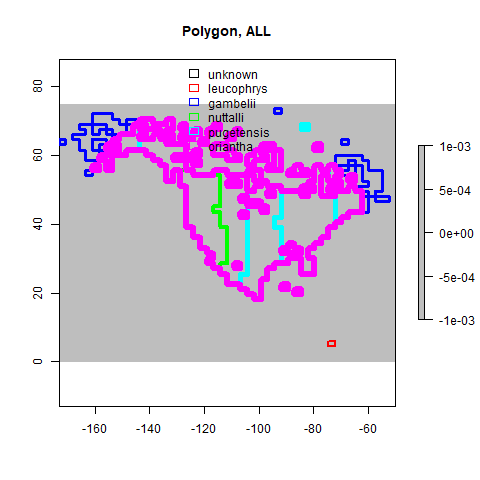 Polygon, ALL
unknown
leucophrys
gambelii
nuttalli
pugetensis
oriantha
80
60
40
20
0
-160
-140
-120
-100
-80
-60
1e-03
5e-04
0e+00
-5e-04
-1e-03